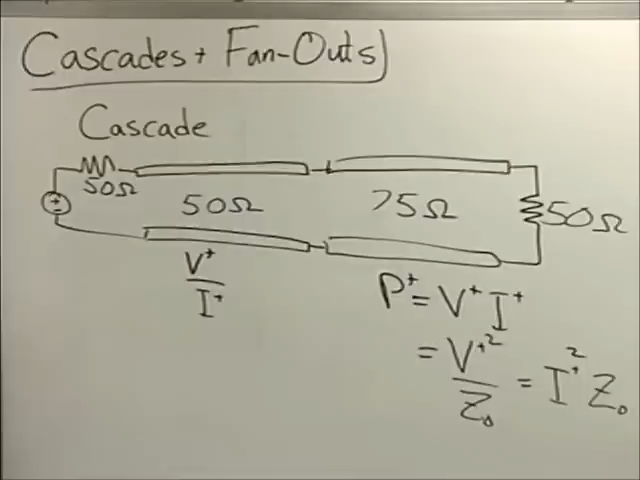 Cascades + Fan-Outs
Cascade
50Ω
50Ω
75Ω
50Ω
+
-
V⁺
I⁺
P⁺ = V⁺ I⁺
= V⁺² / Z₀ = I⁺² Z₀